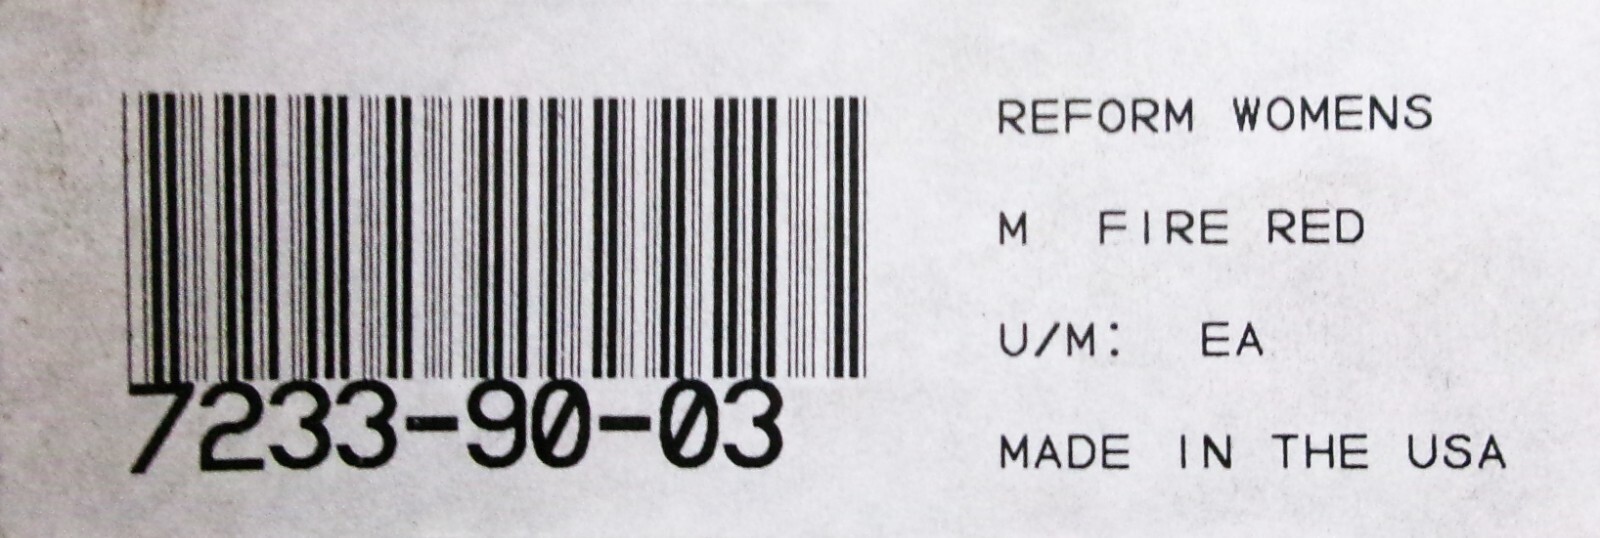 7233-90-03
REFORM WOMENS
M FIRE RED
U/M: EA
MADE IN THE USA